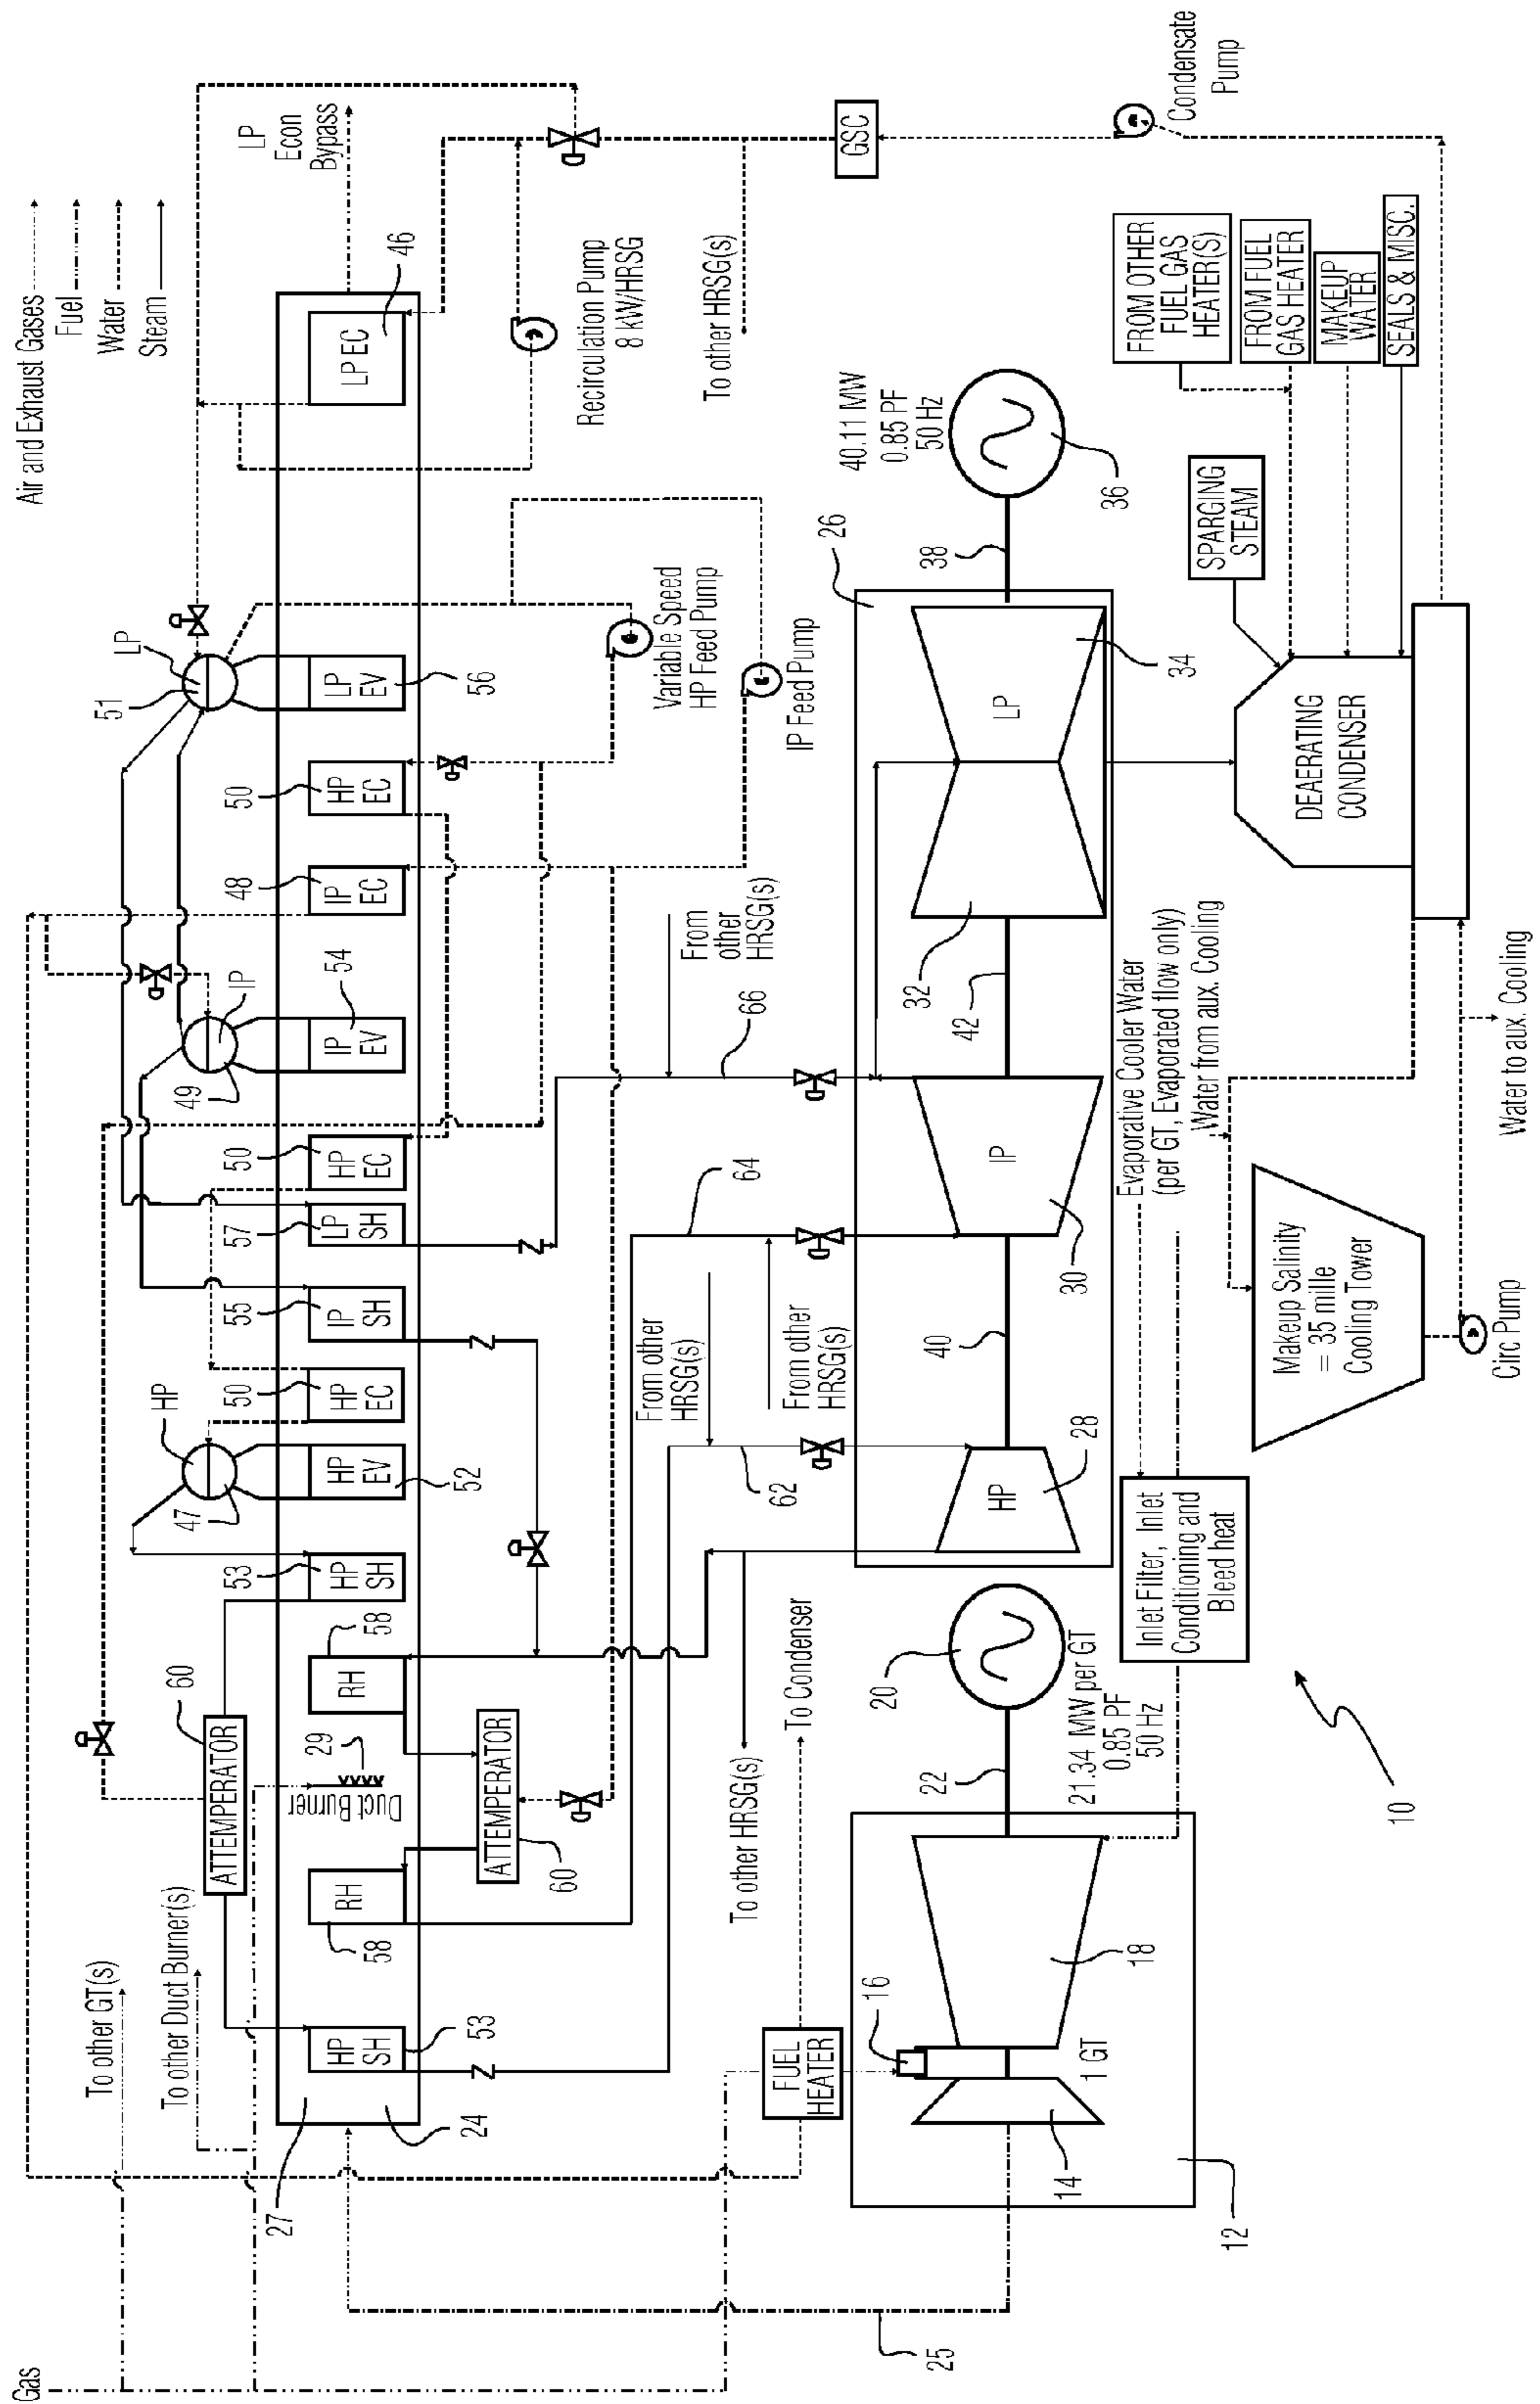 Gas
To other GT(s)
To other Duct Burner(s)
27
24
25
HP
SH
53
RH
58
ATTEMPERATOR
60
Duct Burner
29
ATTEMPERATOR
60
RH
58
HP
SH
53
HP
47
HP
EV
52
HP
EC
50
IP
SH
55
LP
SH
57
HP
EC
50
IP
49
IP
EV
54
IP
EC
48
HP
EC
50
LP
51
LP
EV
56
LP EC
46
Air and Exhaust Gases
Fuel
Water
Steam
LP
Econ
Bypass
Recirculation Pump
8 kW/HRSG
To other HRSG(s)
Variable Speed
HP Feed Pump
IP Feed Pump
GSC
Condensate
Pump
From
other
HRSG(s)
66
64
From other
HRSG(s)
62
From other
HRSG(s)
To other HRSG(s)
To Condenser
FUEL
HEATER
16
1 GT
14
12
18
22
20
21.34 MW per GT
0.85 PF
50 Hz
10
HP
28
40
IP
30
42
32
LP
34
26
38
36
40.11 MW
0.85 PF
50 Hz
Inlet Filter, Inlet
Conditioning and
Bleed heat
Evaporative Cooler Water
(per GT, Evaporated flow only)
Water from aux. Cooling
Makeup Salinity
= 35 mille
Cooling Tower
Circ Pump
Water to aux. Cooling
DEAERATING
CONDENSER
SPARGING
STEAM
FROM OTHER
FUEL GAS
HEATER(S)
FROM FUEL
GAS HEATER
MAKEUP
WATER
SEALS & MISC.